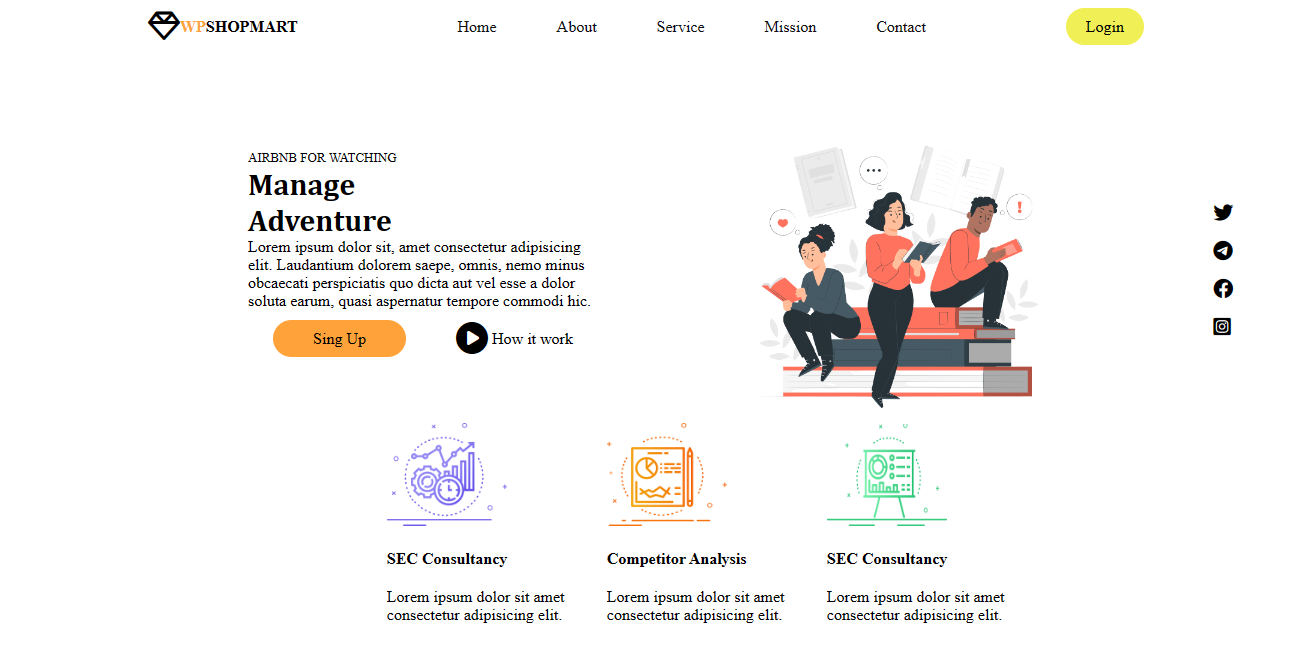 WPSHOPMART
Home
About
Service
Mission
Contact
Login
AIRBNB FOR WATCHING
Manage
Adventure
Lorem ipsum dolor sit, amet consectetur adipisicing
elit. Laudantium dolorem saepe, omnis, nemo minus
obcaecati perspiciatis quo dicta aut vel esse a dolor
soluta earum, quasi aspernatur tempore commodi hic.
Sing Up
How it work
SEC Consultancy
Lorem ipsum dolor sit amet
consectetur adipisicing elit.
Competitor Analysis
Lorem ipsum dolor sit amet
consectetur adipisicing elit.
SEC Consultancy
Lorem ipsum dolor sit amet
consectetur adipisicing elit.